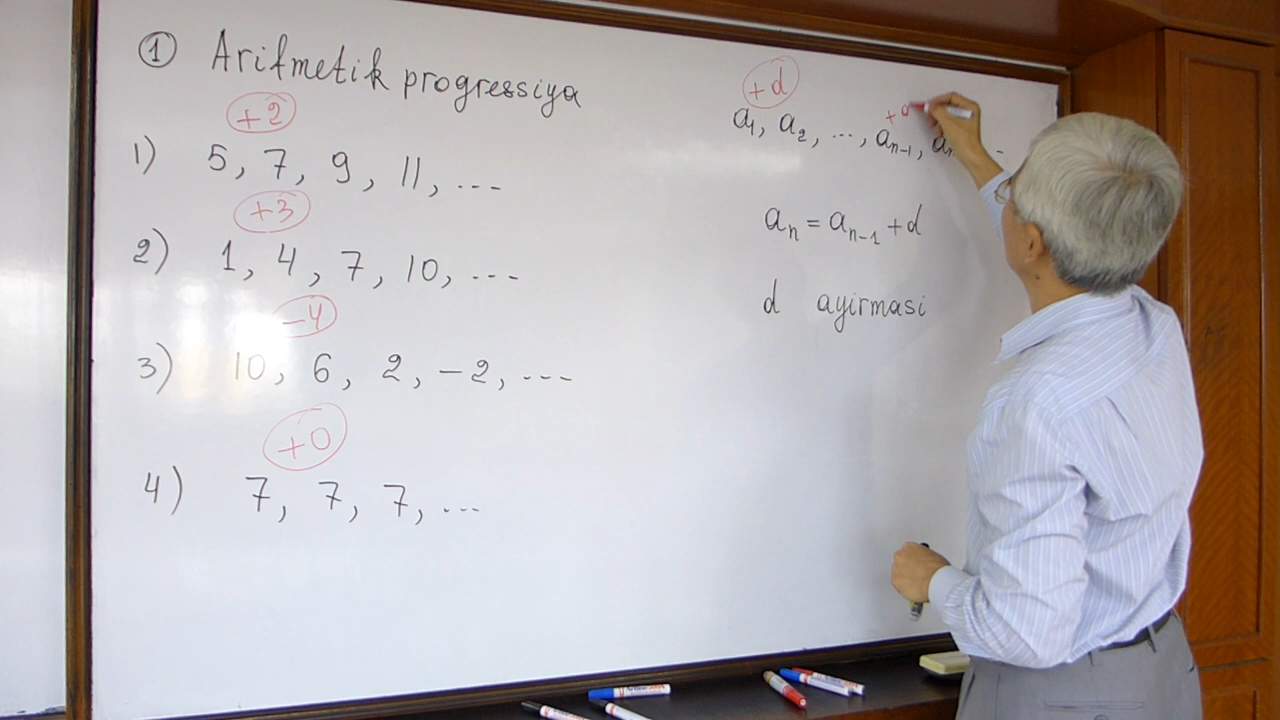 ① Arifmetik progressiya
+2
1) 5, 7, 9, 11, ...
+3
2) 1, 4, 7, 10, ...
-4
3) 10, 6, 2, -2, ...
+0
4) 7, 7, 7, ...
+d
+
a₁, a₂, ..., aₙ₋₁,
aₙ = aₙ₋₁ + d
d ayirmasi